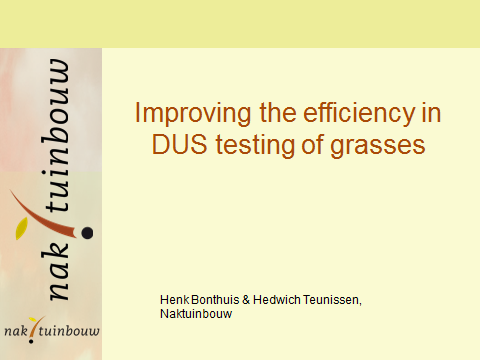 nak tuinbouw
Improving the efficiency in
DUS testing of grasses
Henk Bonthuis & Hedwich Teunissen,
Naktuinbouw
nak tuinbouw